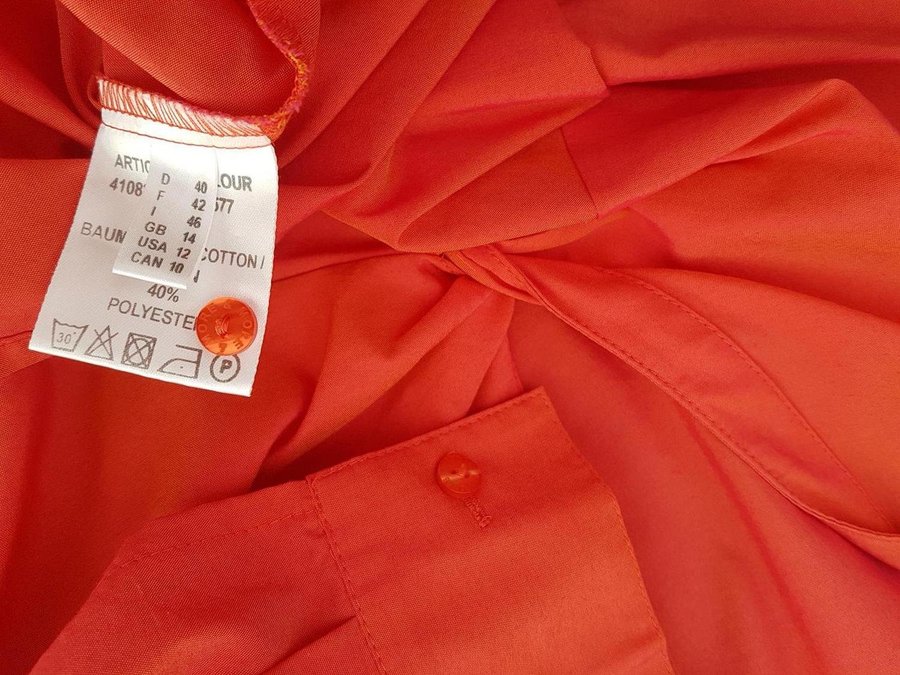 ARTIC LOUR
4108 577
D 40
F 42
I 46
GB 14
USA 12
CAN 10
BAUM COTTON
40%
POLYESTE
30°
P